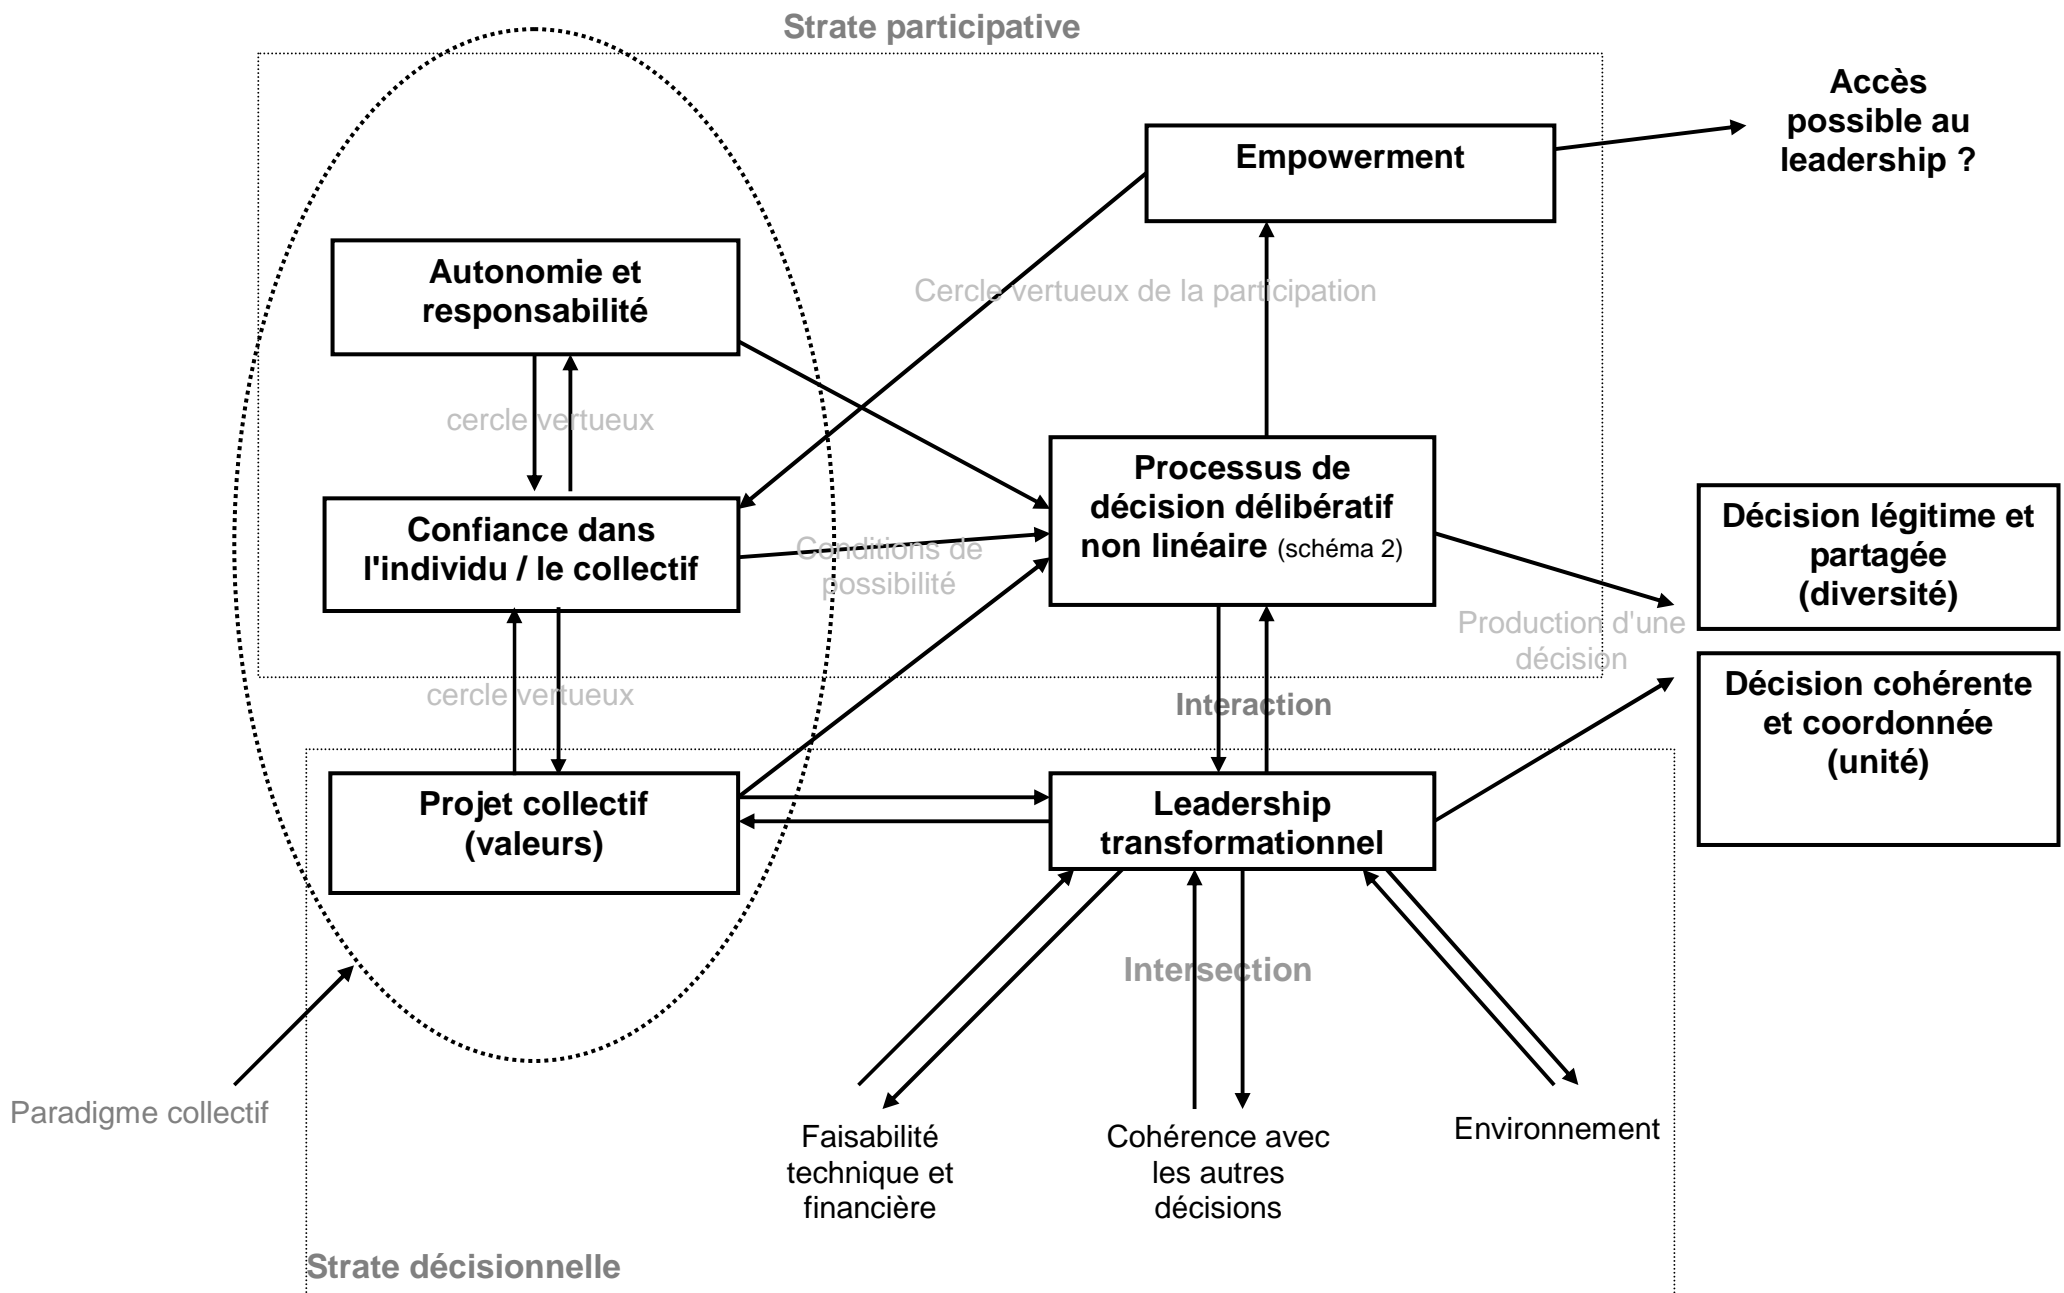 Strate participative
Accès
possible au
leadership ?
Empowerment
Autonomie et
responsabilité
Cercle vertueux de la participation
cercle vertueux
Processus de
décision délibératif
non linéaire (schéma 2)
Confiance dans
l'individu / le collectif
Conditions de
possibilité
Décision légitime et
partagée
(diversité)
Production d'une
décision
cercle vertueux
Interaction
Décision cohérente
et coordonnée
(unité)
Projet collectif
(valeurs)
Leadership
transformationnel
Intersection
Paradigme collectif
Faisabilité
technique et
financière
Cohérence avec
les autres
décisions
Environnement
Strate décisionnelle